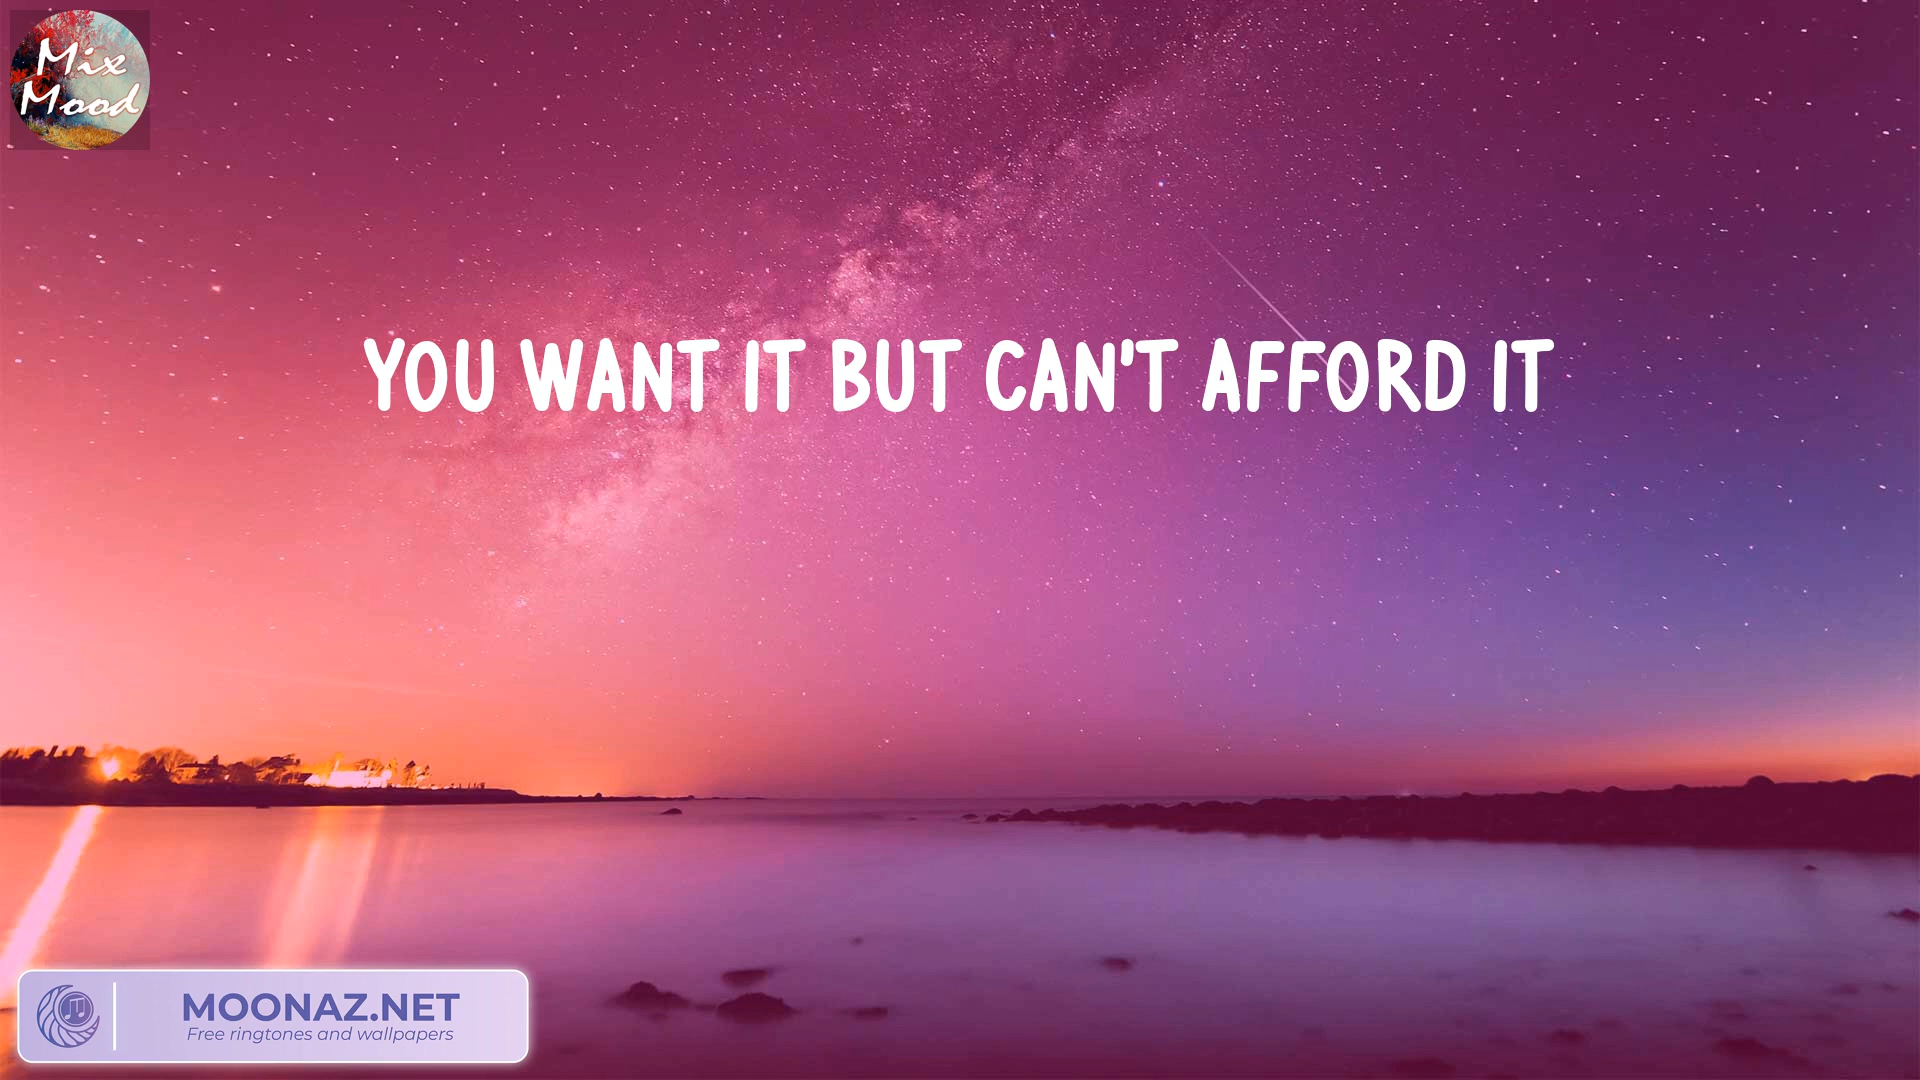 Mix
Mood
YOU WANT IT BUT CAN'T AFFORD IT
MOONAZ.NET
Free ringtones and wallpapers